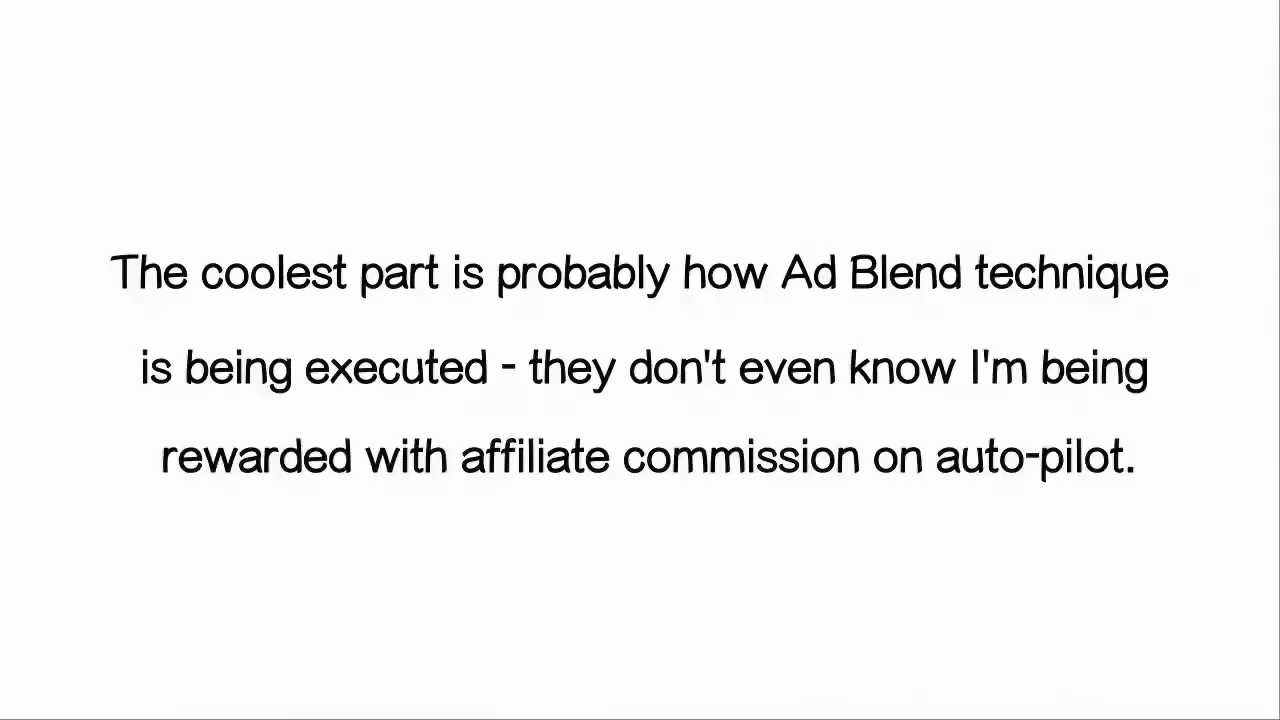 The coolest part is probably how Ad Blend technique
is being executed - they don't even know I'm being
rewarded with affiliate commission on auto-pilot.